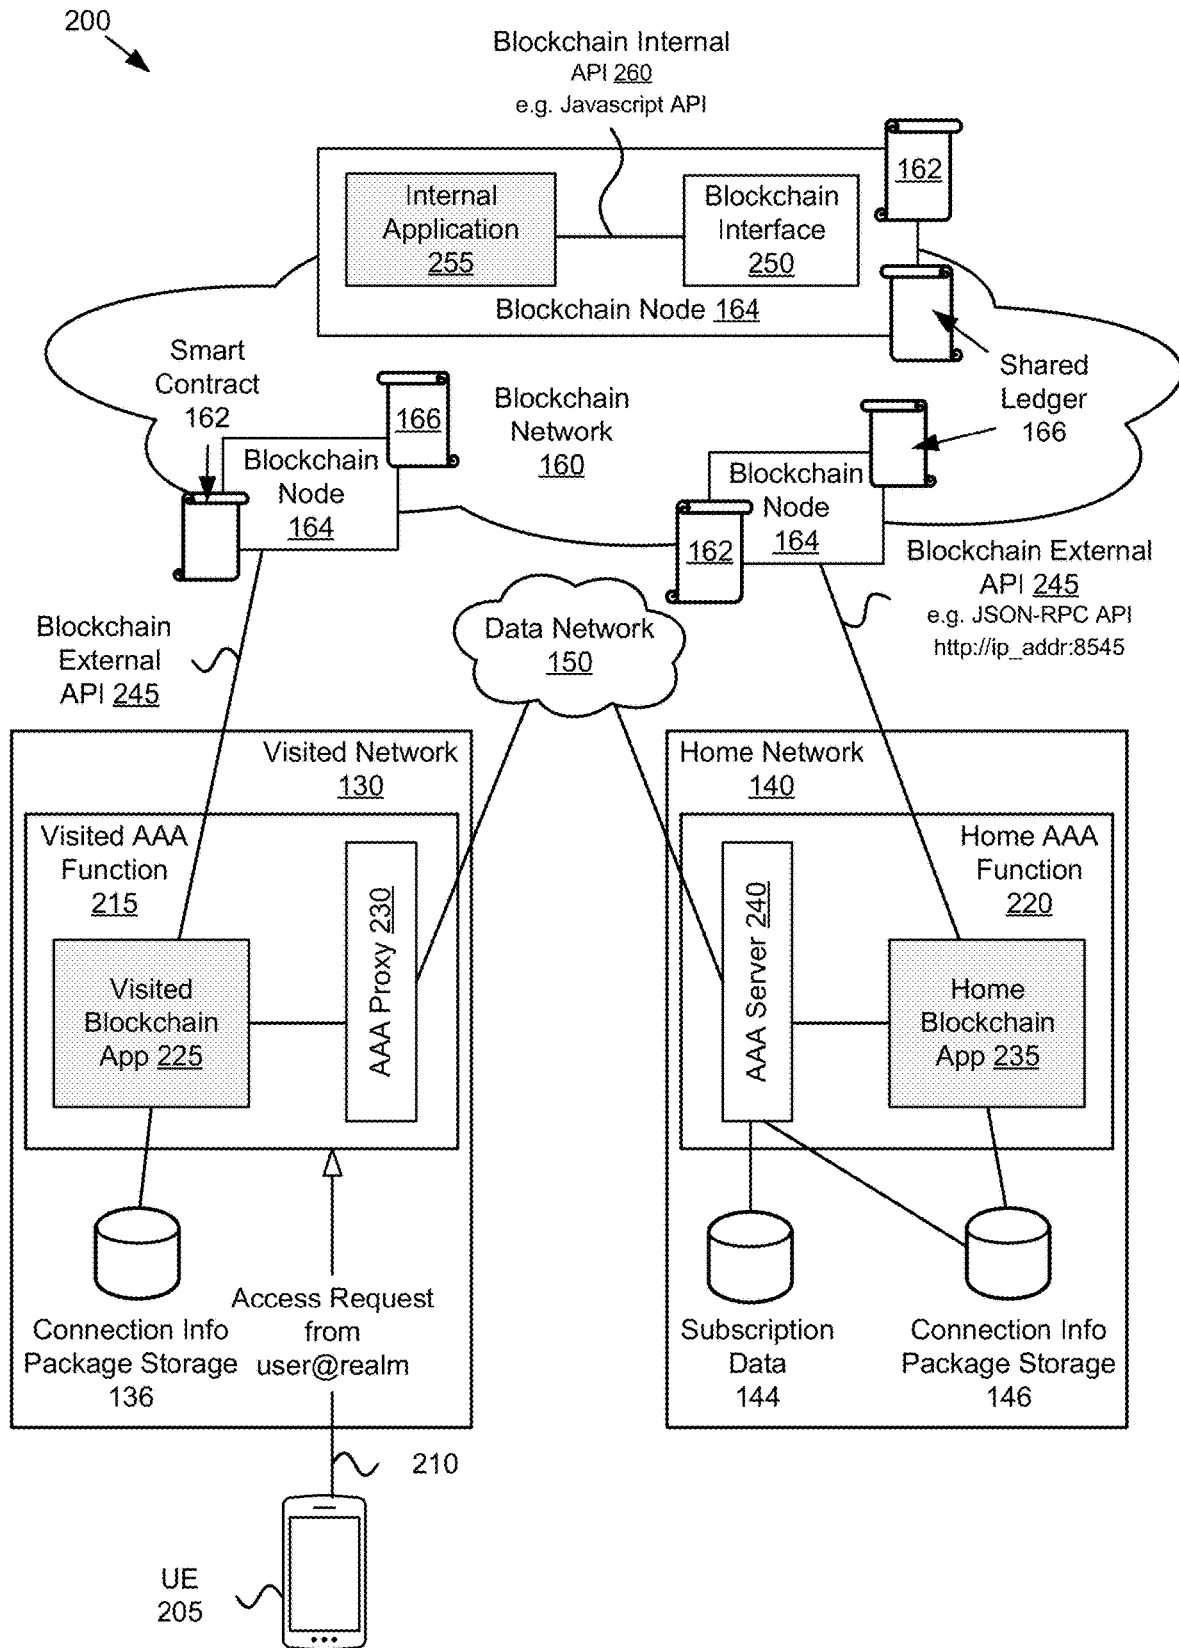 200
Blockchain Internal
API 260
e.g. Javascript API
162
Internal
Application
255
Blockchain
Interface
250
Blockchain Node 164
Smart
Contract
162
166
Blockchain
Network
160
Shared
Ledger
166
Blockchain
Node
164
162
Blockchain
Node
164
Blockchain External
API 245
e.g. JSON-RPC API
http://ip_addr:8545
Blockchain
External
API 245
Data Network
150
Visited Network
130
Home Network
140
Visited AAA
Function
215
AAA Proxy 230
Visited
Blockchain
App 225
AAA Server 240
Home AAA
Function
220
Home
Blockchain
App 235
Connection Info
Package Storage
136
Access Request
from
user@realm
Subscription
Data
144
Connection Info
Package Storage
146
210
UE
205